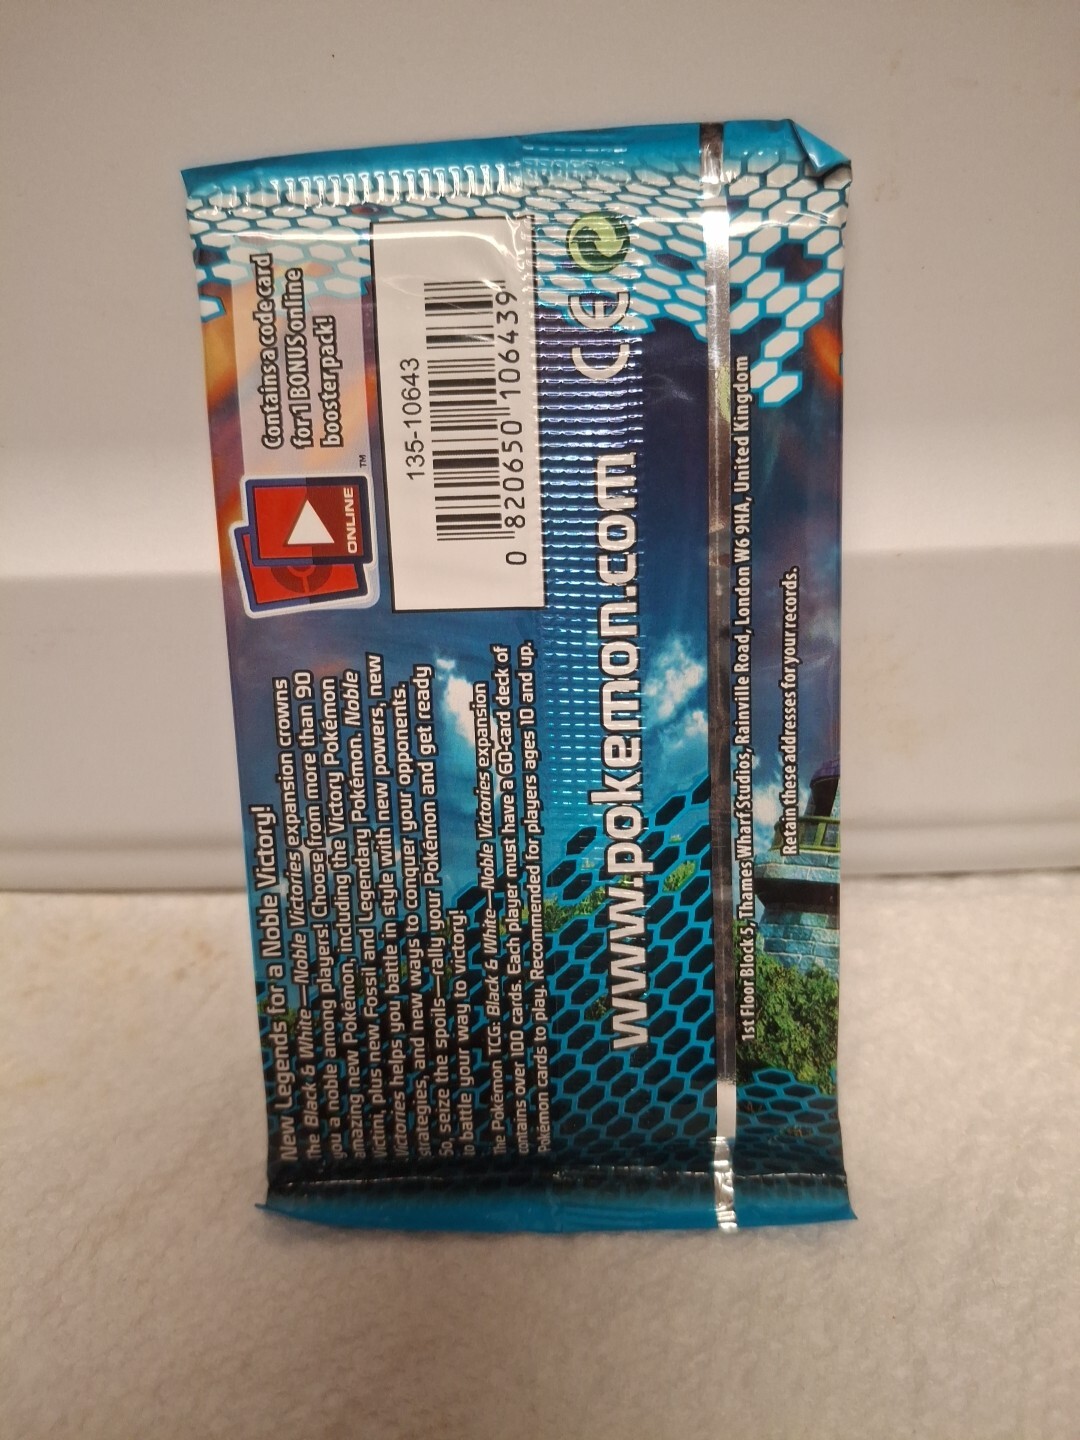 New Legends for a Noble Victory!
The Black & White—Noble Victories expansion crowns
you a noble among players! Choose from more than 90
amazing new Pokémon, including the Victory Pokémon
Victini, plus new Fossil and Legendary Pokémon. Noble
Victories helps you battle in style with new powers, new
strategies, and new ways to conquer your opponents.
So, seize the spoils—rally your Pokémon and get ready
to battle your way to victory!
The Pokémon TCG: Black & White—Noble Victories expansion
contains over 100 cards. Each player must have a 60-card deck of
Pokémon cards to play. Recommended for players ages 10 and up.
ONLINE
TM
Contains a code card
for 1 BONUS online
booster pack!
135-10643
0 820650 106439
www.pokemon.com
CE
1st Floor Block 5, Thames Wharf Studios, Rainville Road, London W6 9HA, United Kingdom
Retain these addresses for your records.